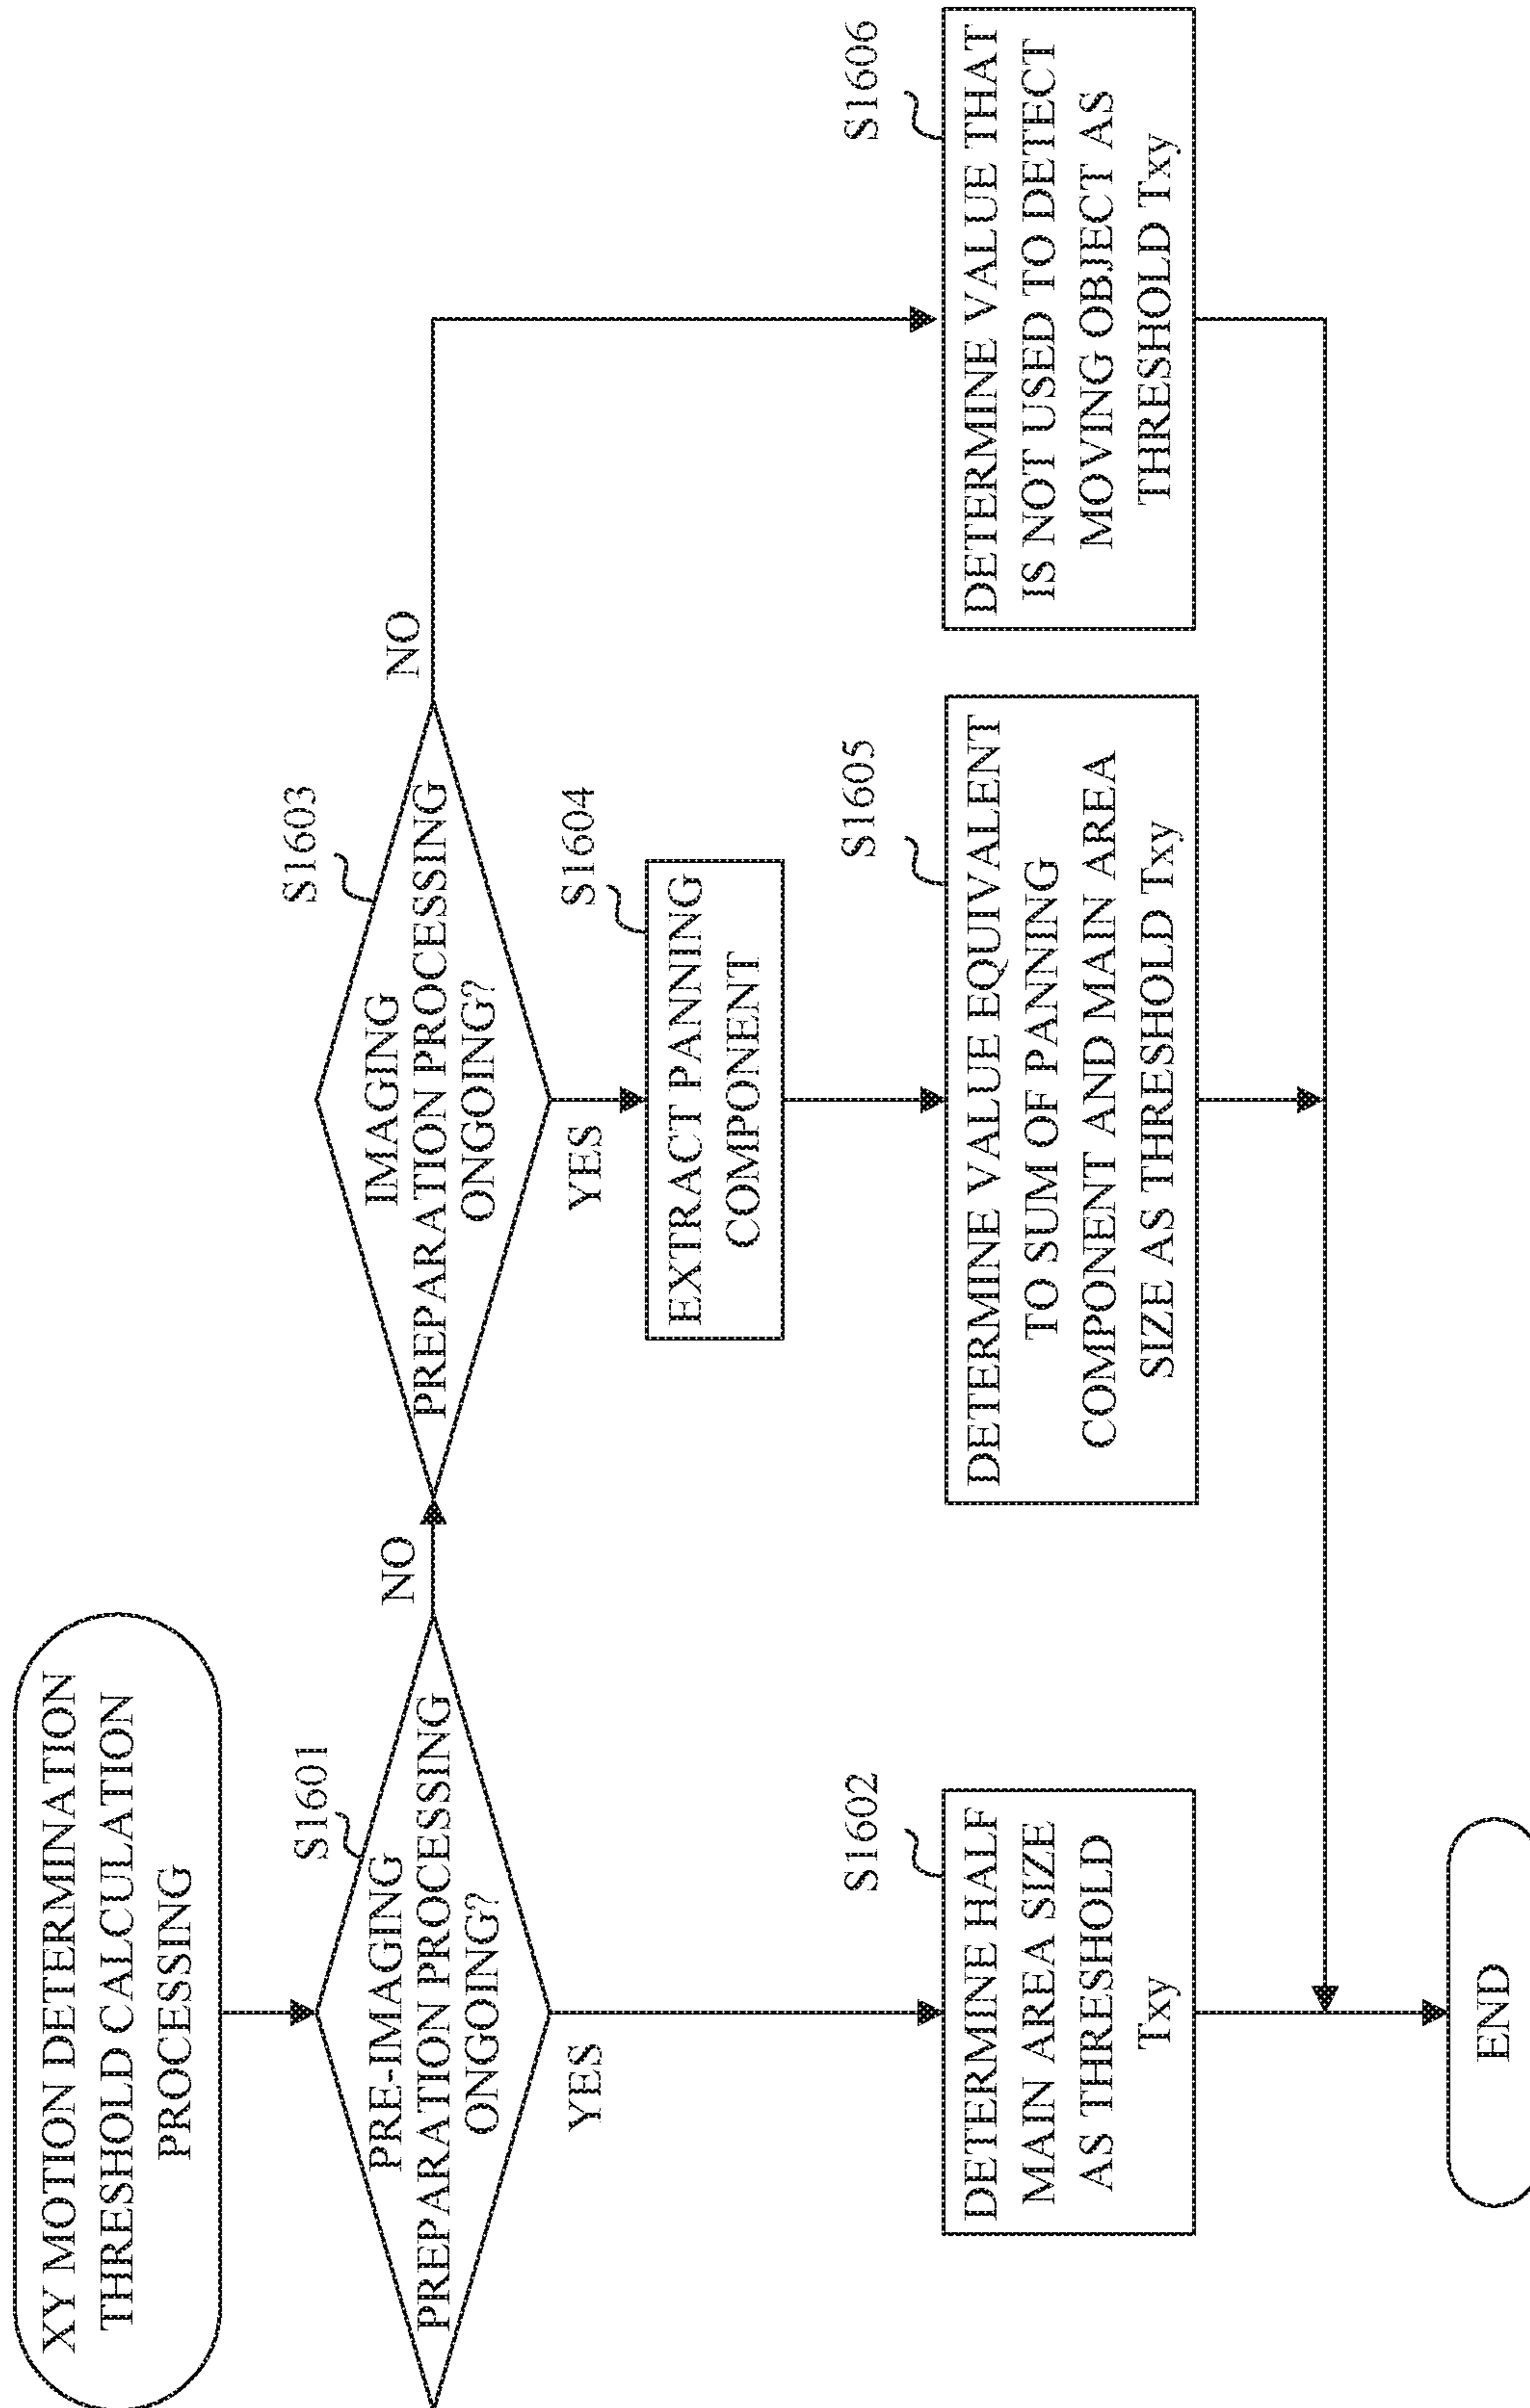 XY MOTION DETERMINATION
THRESHOLD CALCULATION
PROCESSING
S1601
PRE-IMAGING
PREPARATION PROCESSING
ONGOING?
NO
YES
S1602
DETERMINE HALF
MAIN AREA SIZE
AS THRESHOLD
Txy
S1603
IMAGING
PREPARATION PROCESSING
ONGOING?
NO
YES
S1604
EXTRACT PANNING
COMPONENT
S1605
DETERMINE VALUE EQUIVALENT
TO SUM OF PANNING
COMPONENT AND MAIN AREA
SIZE AS THRESHOLD Txy
S1606
DETERMINE VALUE THAT
IS NOT USED TO DETECT
MOVING OBJECT AS
THRESHOLD Txy
END